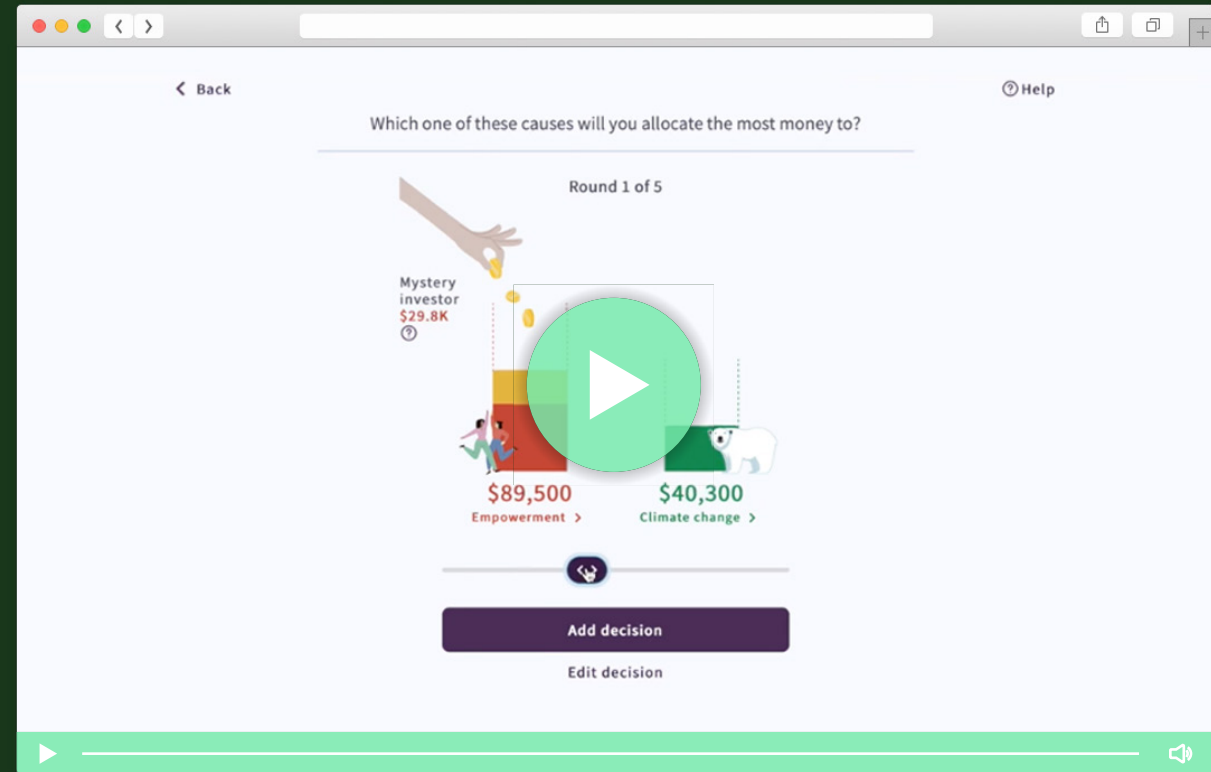 Back
Help
Which one of these causes will you allocate the most money to?
Round 1 of 5
Mystery
investor
$29.8K
$89,500
$40,300
Empowerment
Climate change
Add decision
Edit decision